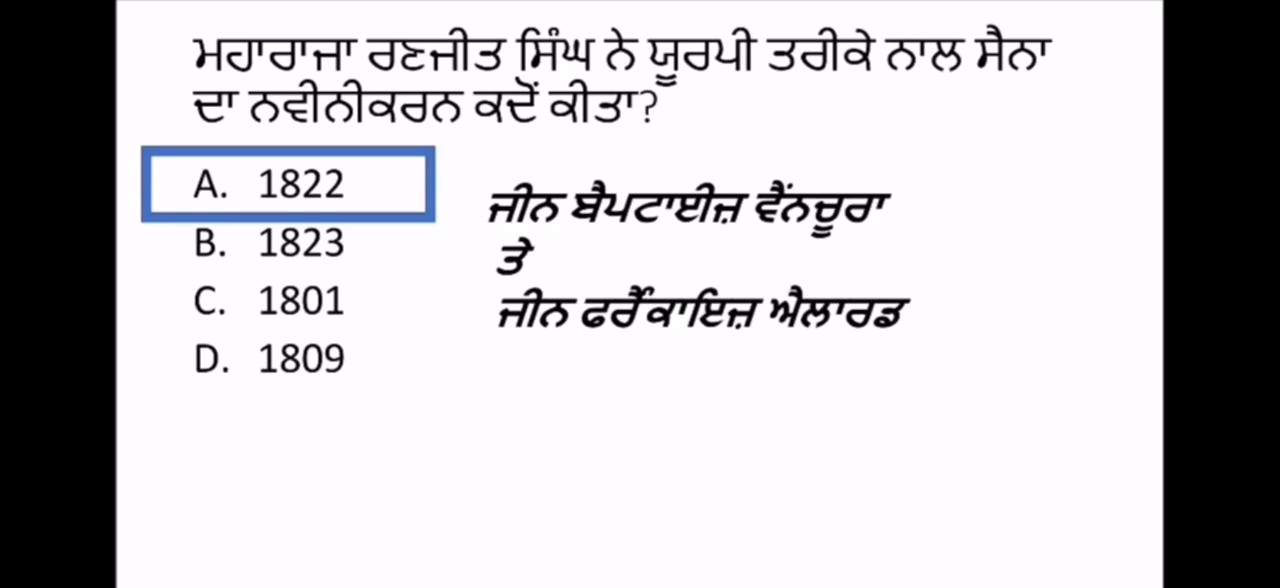 ਮਹਾਰਾਜਾ ਰਣਜੀਤ ਸਿੰਘ ਨੇ ਯੂਰਪੀ ਤਰੀਕੇ ਨਾਲ ਸੈਨਾ
ਦਾ ਨਵੀਨੀਕਰਨ ਕਦੋਂ ਕੀਤਾ?
A. 1822
B. 1823
C. 1801
D. 1809
ਜੀਨ ਬੈਪਟਾਈਜ਼ ਵੈਂਨਚੂਰਾ
ਤੇ
ਜੀਨ ਫਰੈਂਕਾਇਜ਼ ਐਲਾਰਡ